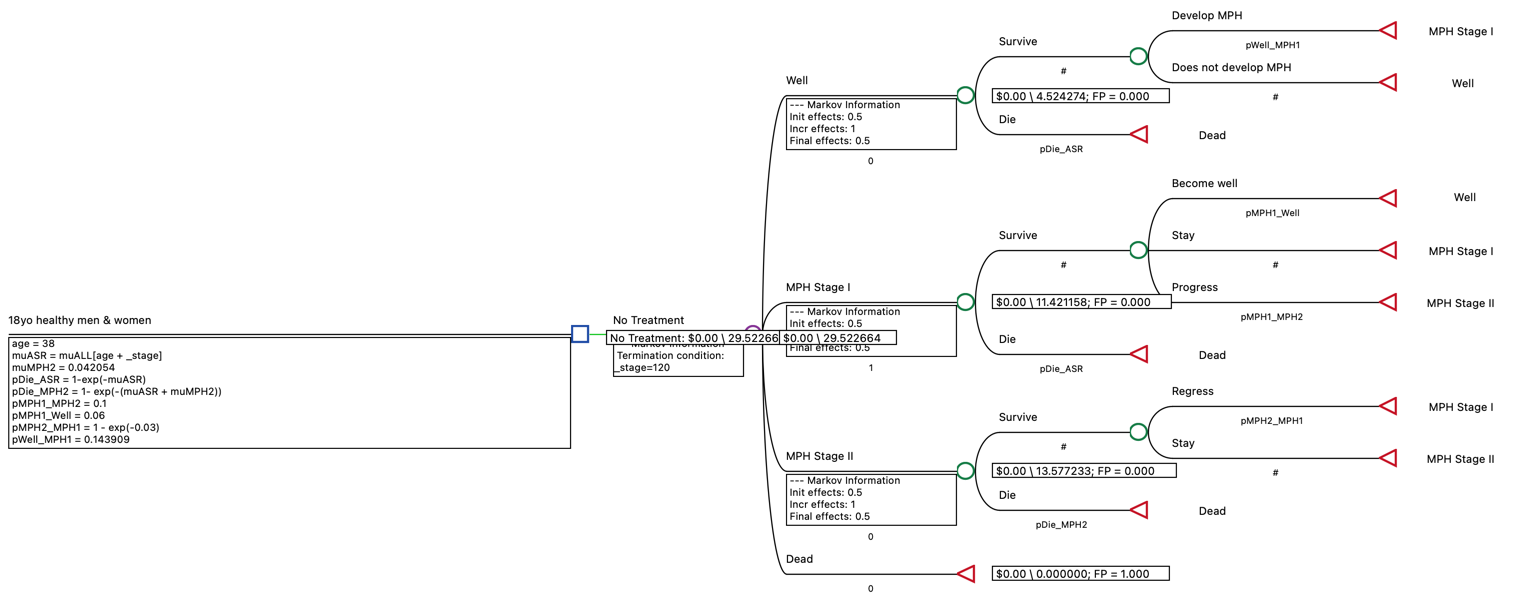 18yo healthy men & women
age = 38
muASR = muALL[age + _stage]
muMPH2 = 0.042054
pDie_ASR = 1-exp(-muASR)
pDie_MPH2 = 1- exp(-(muASR + muMPH2))
pMPH1_MPH2 = 0.1
pMPH1_Well = 0.06
pMPH2_MPH1 = 1 - exp(-0.03)
pWell_MPH1 = 0.143909
No Treatment
No Treatment: $0.00 \ 29.52266
$0.00 \ 29.522664
Termination condition:
_stage=120
Well
--- Markov Information
Init effects: 0.5
Incr effects: 1
Final effects: 0.5
0
Survive
#
$0.00 \ 4.524274; FP = 0.000
Die
pDie_ASR
Dead
Develop MPH
pWell_MPH1
MPH Stage I
Does not develop MPH
#
Well
MPH Stage I
--- Markov Information
Init effects: 0.5
Final effects: 0.5
1
Survive
#
$0.00 \ 11.421158; FP = 0.000
Die
pDie_ASR
Dead
Become well
pMPH1_Well
Well
Stay
#
MPH Stage I
Progress
pMPH1_MPH2
MPH Stage II
MPH Stage II
--- Markov Information
Init effects: 0.5
Incr effects: 1
Final effects: 0.5
0
Survive
#
$0.00 \ 13.577233; FP = 0.000
Die
pDie_MPH2
Dead
Regress
pMPH2_MPH1
MPH Stage I
Stay
#
MPH Stage II
Dead
0
$0.00 \ 0.000000; FP = 1.000